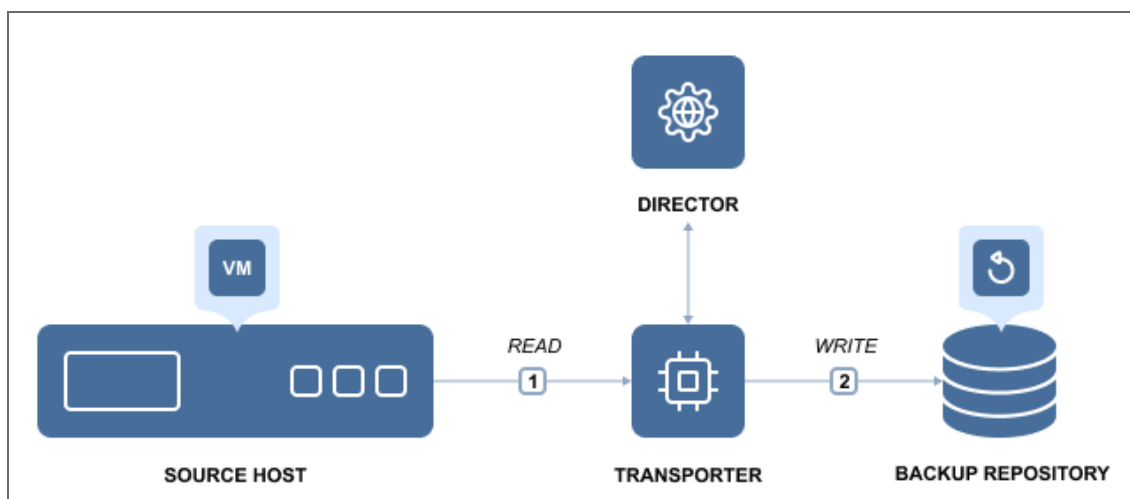 DIRECTOR
VM
READ
1
WRITE
2
SOURCE HOST
TRANSPORTER
BACKUP REPOSITORY